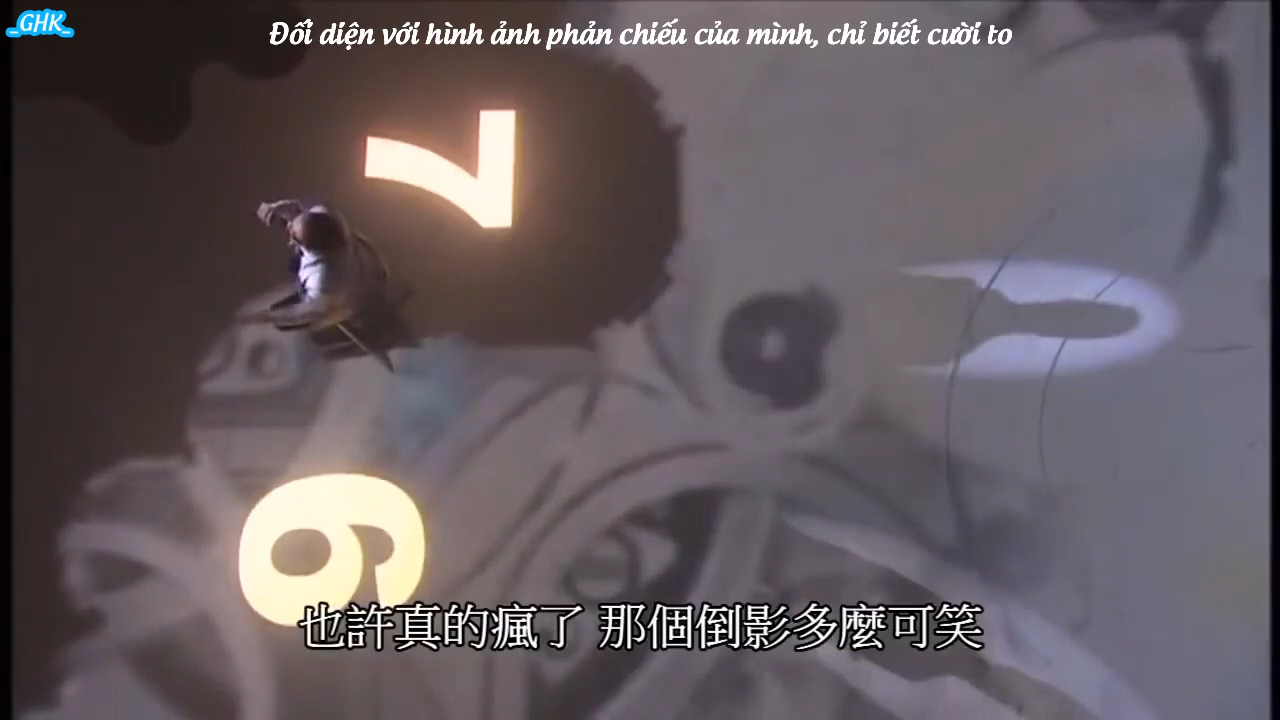 _GHK_
Đối diện với hình ảnh phản chiếu của mình, chỉ biết cười to
7
6
也許真的瘋了 那個倒影多麼可笑